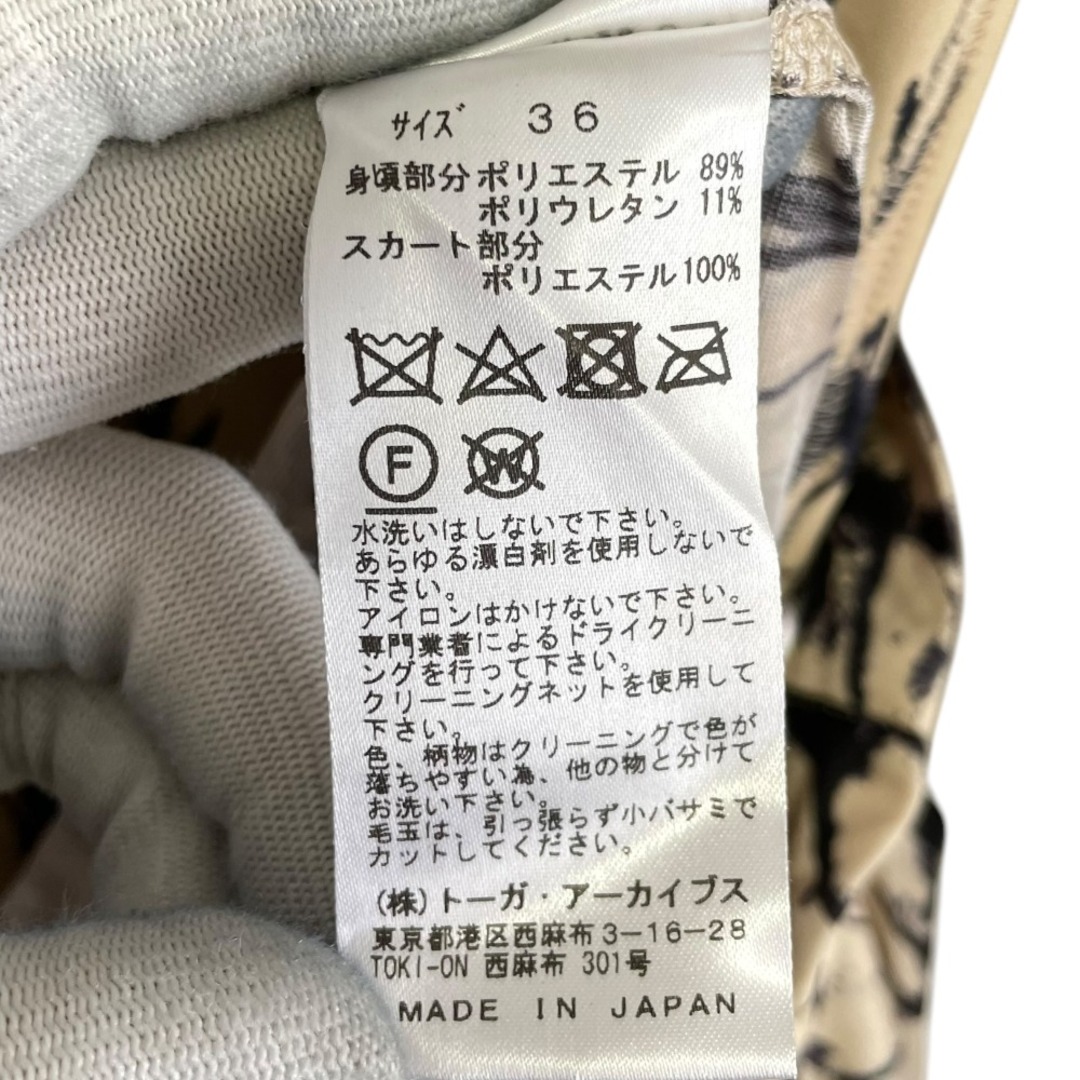 サイズ 36
身頃部分 ポリエステル 89%
ポリウレタン 11%
スカート部分
ポリエステル100%
F W
水洗いはしないで下さい。
あらゆる漂白剤を使用しないで
下さい。
アイロンはかけないで下さい。
専門業者によるドライクリーニ
ングを行って下さい。
クリーニングネットを使用して
下さい。
色、柄物はクリーニングで色が
落ちやすい為、他の物と分けて
お洗い下さい。
毛玉は、引っ張らず小バサミで
カットしてください。
(株)トーガ・アーカイブス
東京都港区西麻布3-16-28
TOKI-ON 西麻布 301号
MADE IN JAPAN